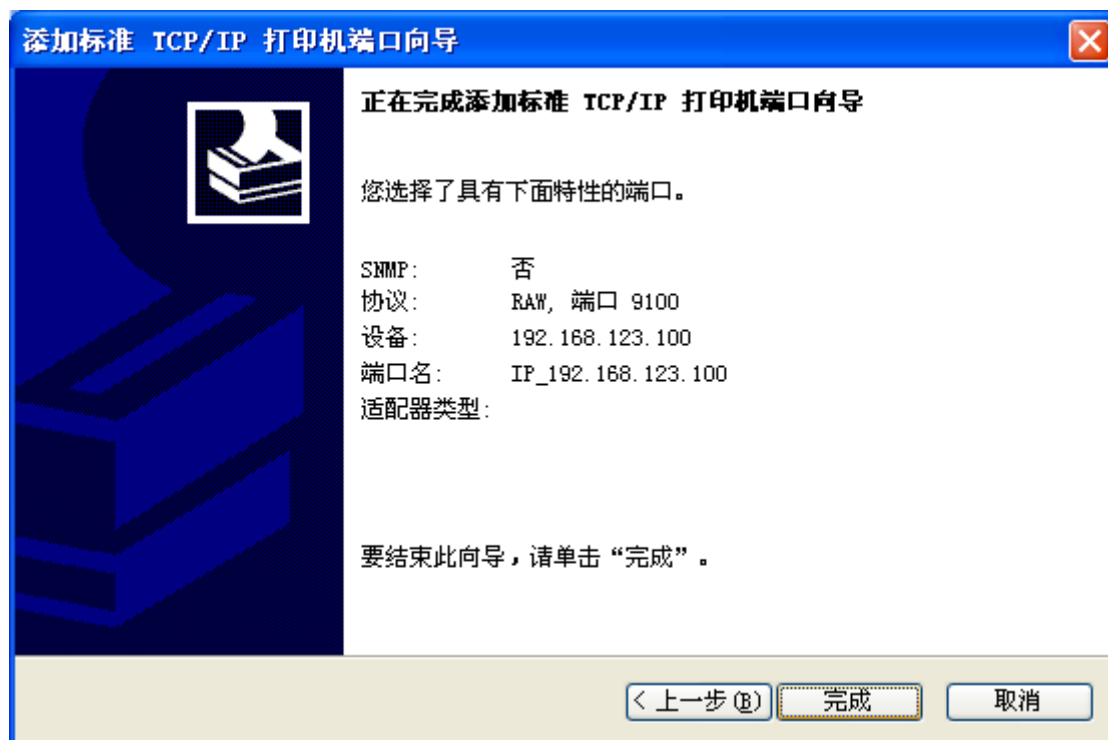 添加标准 TCP/IP 打印机端口向导
正在完成添加标准 TCP/IP 打印机端口向导
您选择了具有下面特性的端口。
SNMP: 否
协议: RAW, 端口 9100
设备: 192.168.123.100
端口名: IP_192.168.123.100
适配器类型:
要结束此向导，请单击“完成”。
< 上一步(B) 完成 取消